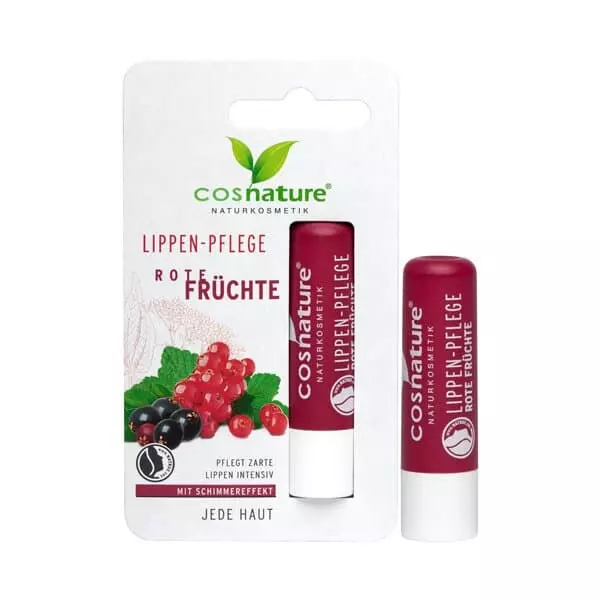 cosnature®
NATURKOSMETIK
LIPPEN-PFLEGE
ROTE
FRÜCHTE
PFLEGT ZARTE
LIPPEN INTENSIV
MIT SCHIMMEREFFEKT
JEDE HAUT
cosnature®
NATURKOSMETIK
LIPPEN-PFLEGE
ROTE FRÜCHTE
cosnature®
NATURKOSMETIK
LIPPEN-PFLEGE
ROTE FRÜCHTE